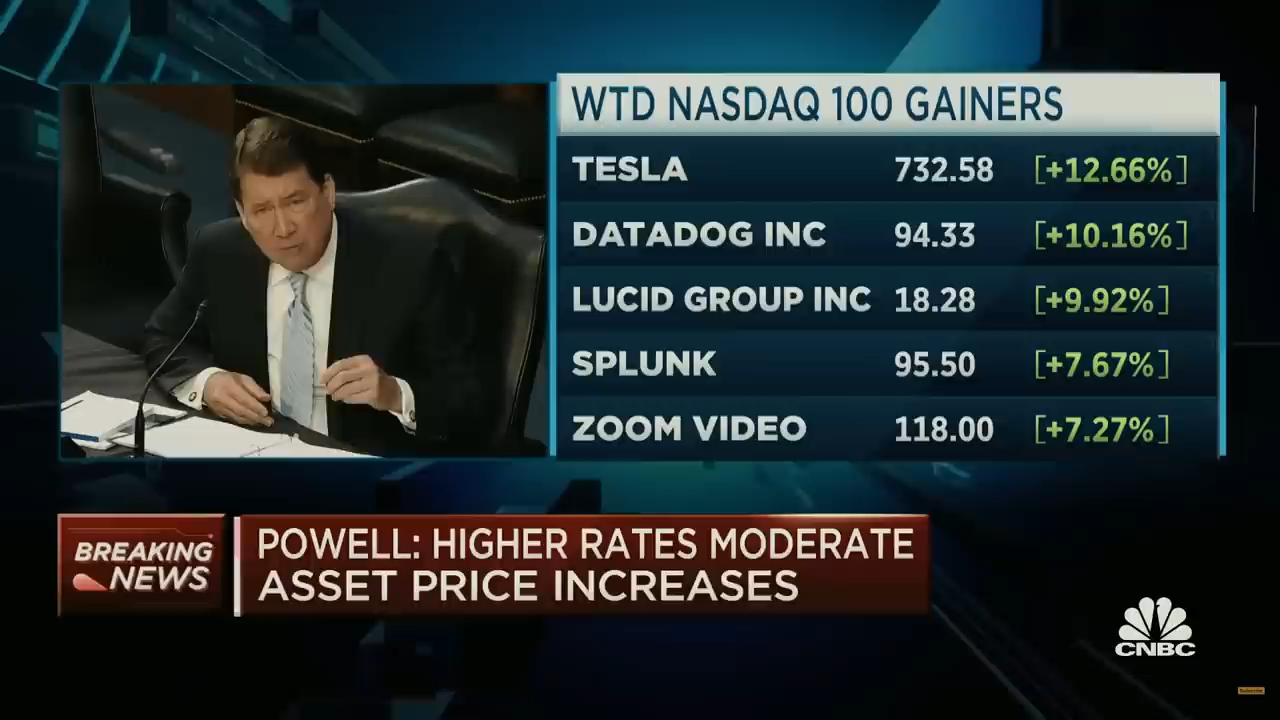 WTD NASDAQ 100 GAINERS
TESLA 732.58 [+12.66%]
DATADOG INC 94.33 [+10.16%]
LUCID GROUP INC 18.28 [+9.92%]
SPLUNK 95.50 [+7.67%]
ZOOM VIDEO 118.00 [+7.27%]
BREAKING NEWS
POWELL: HIGHER RATES MODERATE
ASSET PRICE INCREASES
CNBC
Subscribe